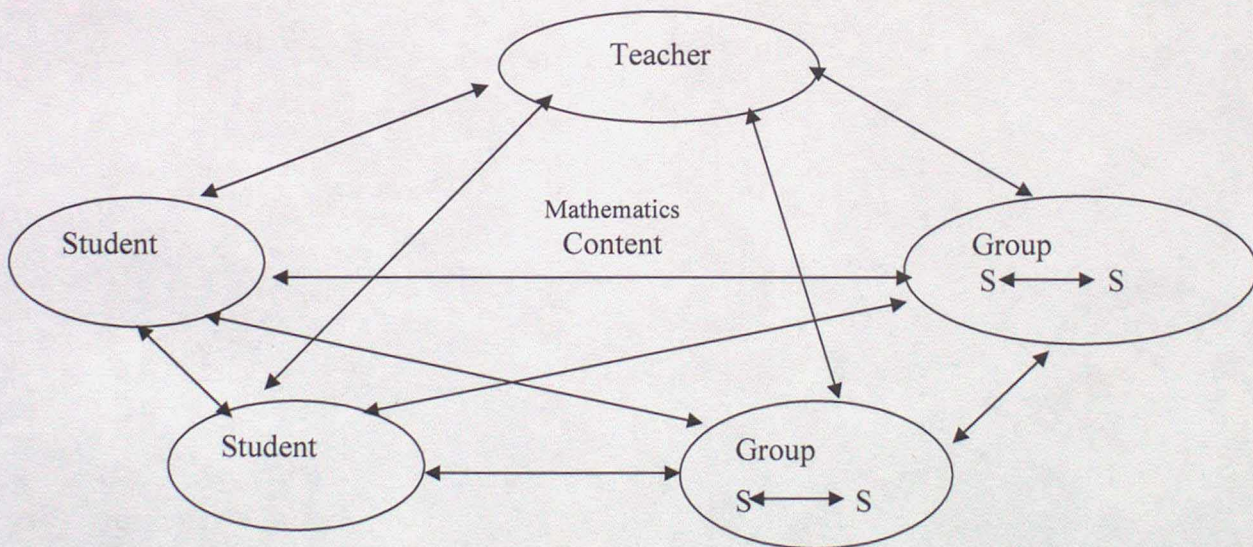 Teacher
Mathematics
Content
Student
Group
S S
Student
Group
S S